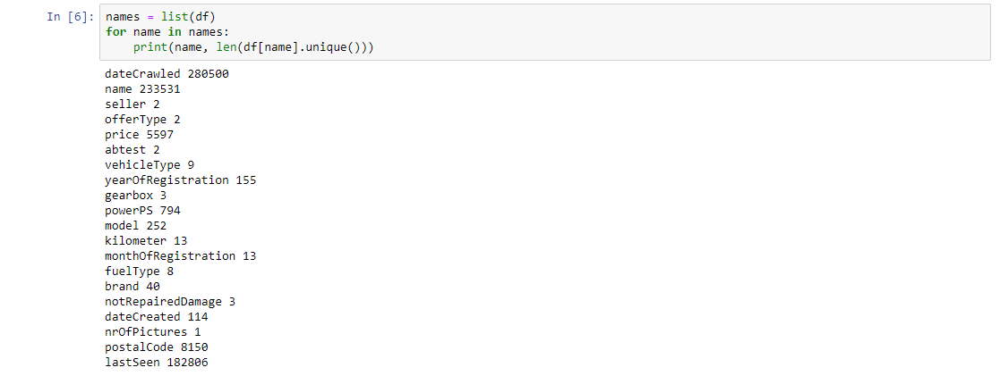 In [6]: names = list(df)
for name in names:
    print(name, len(df[name].unique()))
dateCrawled 280500
name 233531
seller 2
offerType 2
price 5597
abtest 2
vehicleType 9
yearOfRegistration 155
gearbox 3
powerPS 794
model 252
kilometer 13
monthOfRegistration 13
fuelType 8
brand 40
notRepairedDamage 3
dateCreated 114
nrOfPictures 1
postalCode 8150
lastSeen 182806